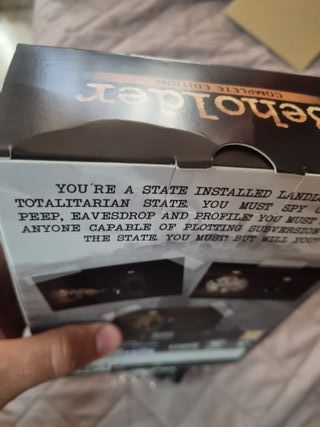 Beholder
COMPLETE EDITION
YOU'RE A STATE INSTALLED
TOTALITARIAN STATE. YOU MUST SPY
PEEP, EAVESDROP AND PROFILE! YOU MUST
ANYONE CAPABLE OF PLOTTING SUBVERSION
THE STATE. YOU MUST! BUT WILL YOU?